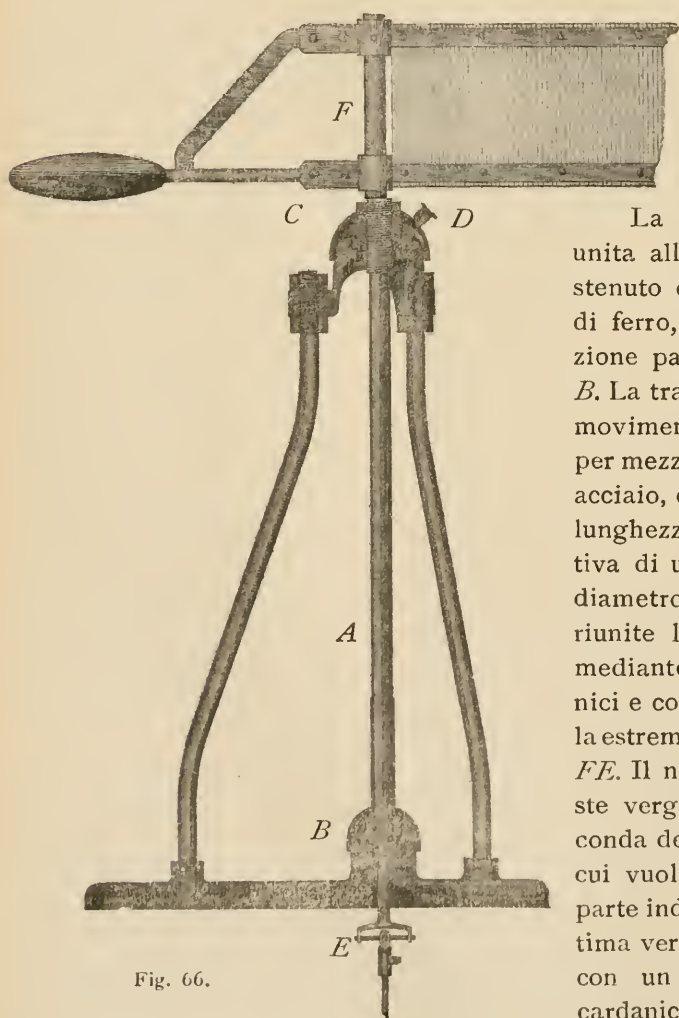 F
C
D
La
unita all
stenuto
di ferro,
zione pa
B. La tra
movimen
per mezz
acciaio,
lunghezz
tiva di u
diametro
A
riunite l
mediante
nici e co
la estrem
FE. Il n
ste verg
B
conda de
cui vuol
parte ind
E
tima ver
Fig. 66.
con un
cardanic